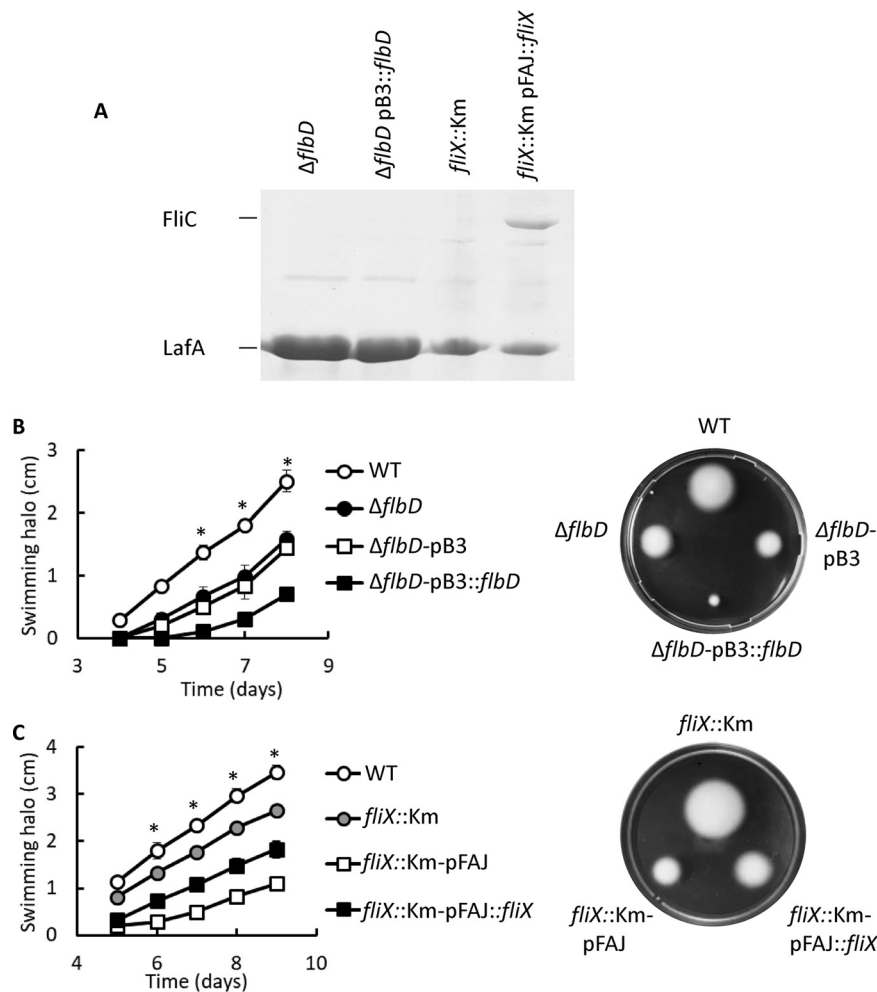 A
ΔflbD
ΔflbD pB3::flbD
fliX::Km
fliX::Km pFAJ::fliX
FliC
LafA
B
Swimming halo (cm)
3
2
1
0
3 5 7 9
Time (days)
* * *
WT
ΔflbD
ΔflbD-pB3
ΔflbD-pB3::flbD
WT
ΔflbD
ΔflbD-
pB3
ΔflbD-pB3::flbD
C
Swimming halo (cm)
4
3
2
1
0
4 6 8 10
Time (days)
* * * *
WT
fliX::Km
fliX::Km-pFAJ
fliX::Km-pFAJ::fliX
fliX::Km
fliX::Km-
pFAJ
fliX::Km-
pFAJ::fliX